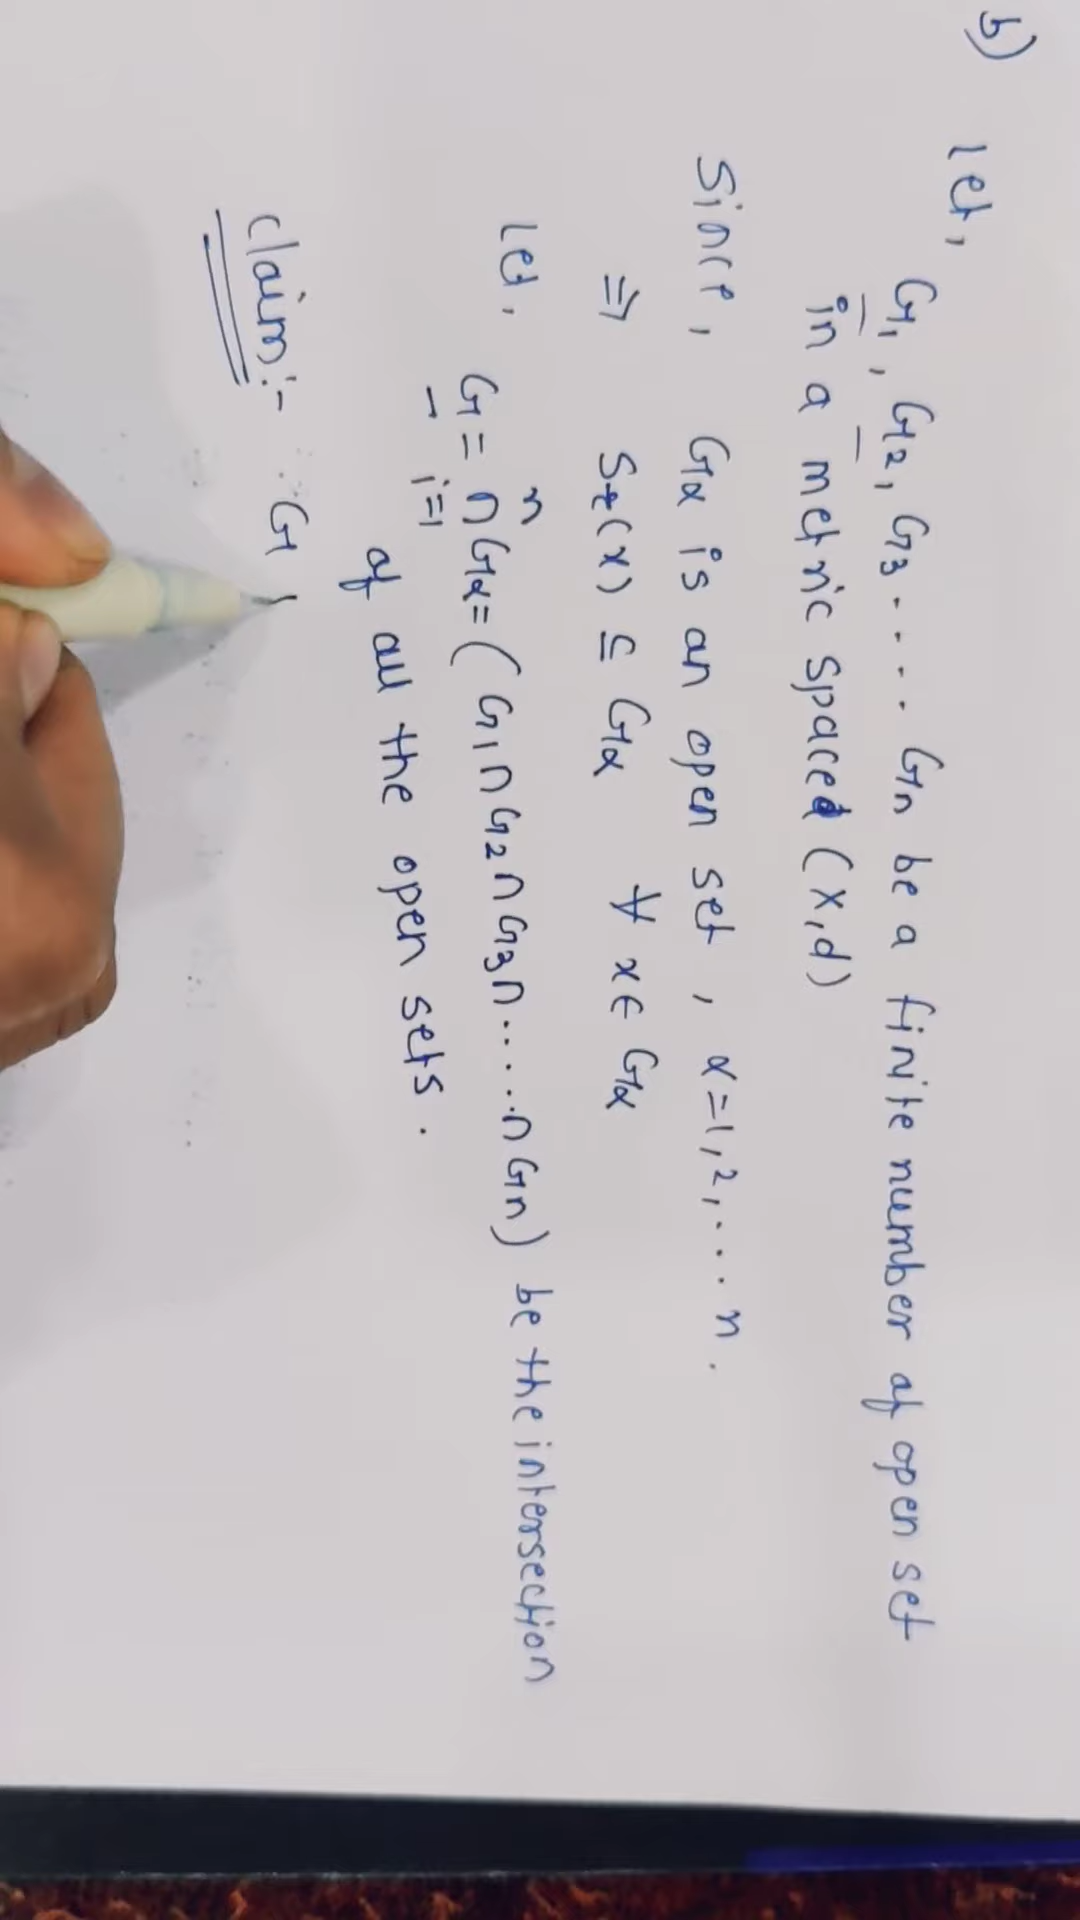 b)
Let, G1, G2, G3.... Gn be a finite number of open set
in a metric space (X,d)
Since, Gα is an open set, α=1,2,...n.
⇒ Sr(x) ⊆ Gα ∀ x∈ Gα
Let, G = ∩ⁿᵢ₌₁ Gα = (G1∩G2∩G3∩.....∩Gn) be the intersection
of all the open sets.
Claim:- G